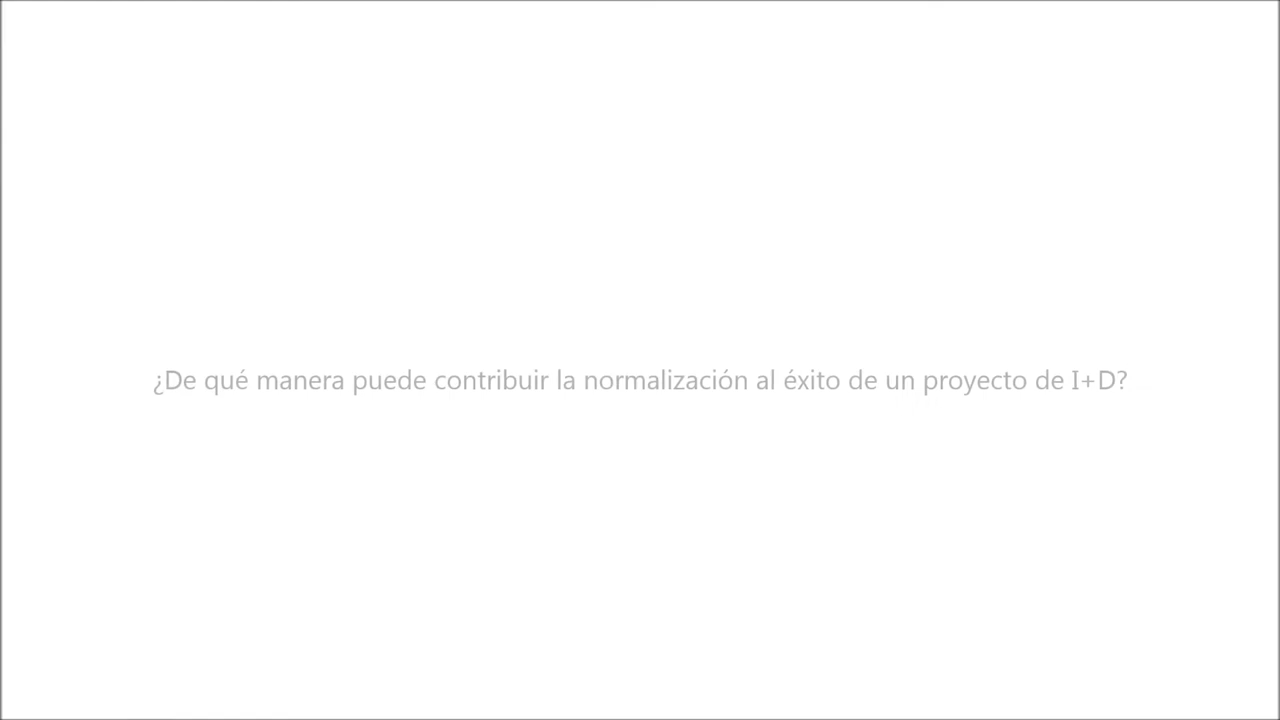 ¿De qué manera puede contribuir la normalización al éxito de un proyecto de I+D?